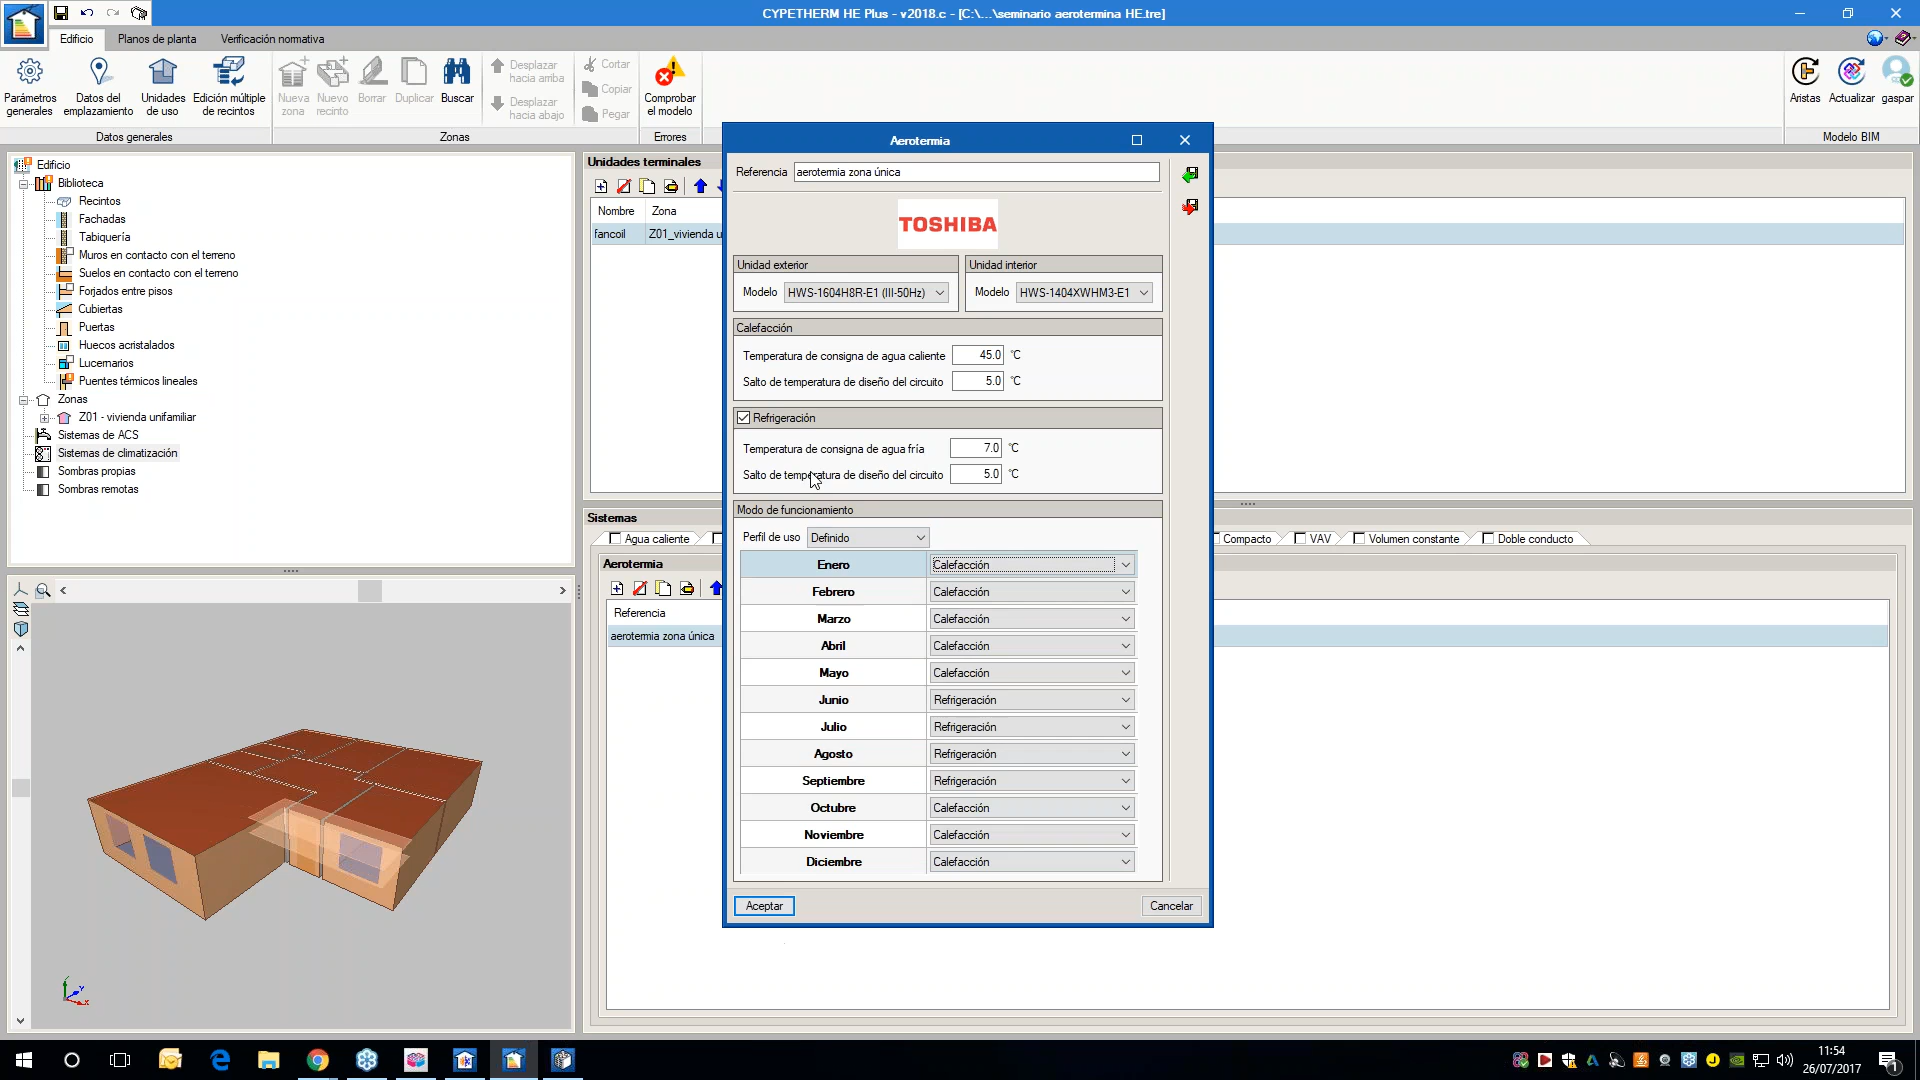 CYPETHERM HE Plus - v2018.c - [C:\...\seminario aerotermina HE.tre]
Edificio
Planos de planta
Verificación normativa
Parámetros generales
Datos del emplazamiento
Unidades de uso
Edición múltiple de recintos
Nueva zona
Nuevo recinto
Borrar
Duplicar
Buscar
Desplazar hacia arriba
Desplazar hacia abajo
Cortar
Copiar
Pegar
Comprobar el modelo
Aristas
Actualizar
gaspar
Datos generales
Zonas
Errores
Modelo BIM
Edificio
Biblioteca
Recintos
Fachadas
Tabiquería
Muros en contacto con el terreno
Suelos en contacto con el terreno
Forjados entre pisos
Cubiertas
Puertas
Huecos acristalados
Lucernarios
Puentes térmicos lineales
Zonas
Z01 - vivienda unifamiliar
Sistemas de ACS
Sistemas de climatización
Sombras propias
Sombras remotas
Unidades terminales
Nombre Zona
fancoil Z01_vivienda u
Sistemas
Agua caliente
Compacto
VAV
Volumen constante
Doble conducto
Aerotermia
Referencia
aerotermia zona única
Aerotermia
Referencia aerotermia zona única
TOSHIBA
Unidad exterior
Modelo HWS-1604H8R-E1 (III-50Hz)
Unidad interior
Modelo HWS-1404XWHM3-E1
Calefacción
Temperatura de consigna de agua caliente 45.0 °C
Salto de temperatura de diseño del circuito 5.0 °C
Refrigeración
Temperatura de consigna de agua fría 7.0 °C
Salto de temperatura de diseño del circuito 5.0 °C
Modo de funcionamiento
Perfil de uso Definido
Enero Calefacción
Febrero Calefacción
Marzo Calefacción
Abril Calefacción
Mayo Calefacción
Junio Refrigeración
Julio Refrigeración
Agosto Refrigeración
Septiembre Refrigeración
Octubre Calefacción
Noviembre Calefacción
Diciembre Calefacción
Aceptar
Cancelar
11:54
26/07/2017